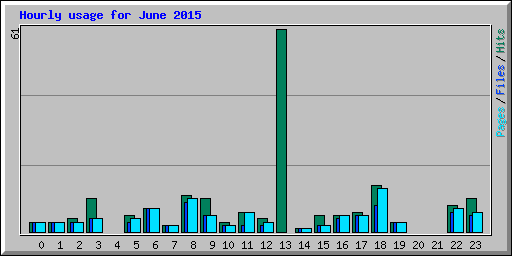 Hourly usage for June 2015
61
Pages/Files/Hits
0 1 2 3 4 5 6 7 8 9 10 11 12 13 14 15 16 17 18 19 20 21 22 23